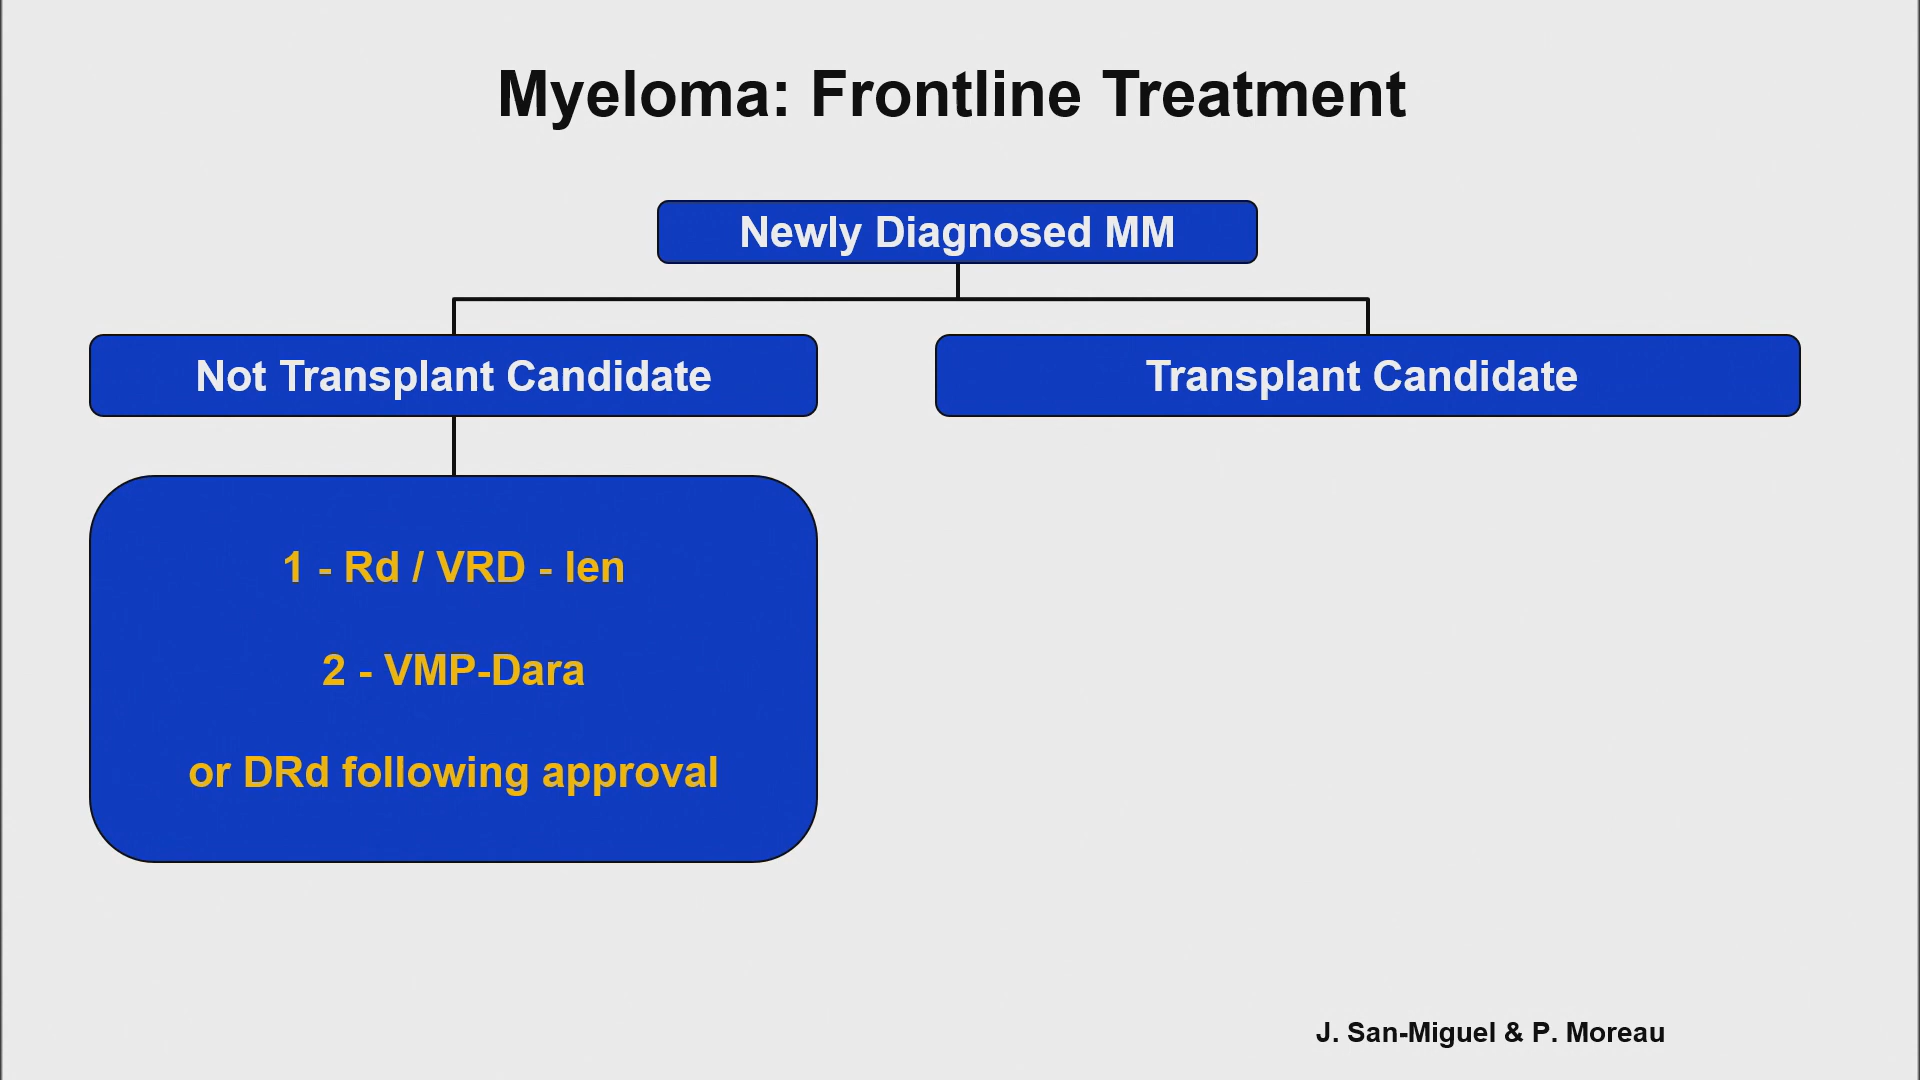 Myeloma: Frontline Treatment
Newly Diagnosed MM
Not Transplant Candidate
Transplant Candidate
1 - Rd / VRD - len
2 - VMP-Dara
or DRd following approval
J. San-Miguel & P. Moreau